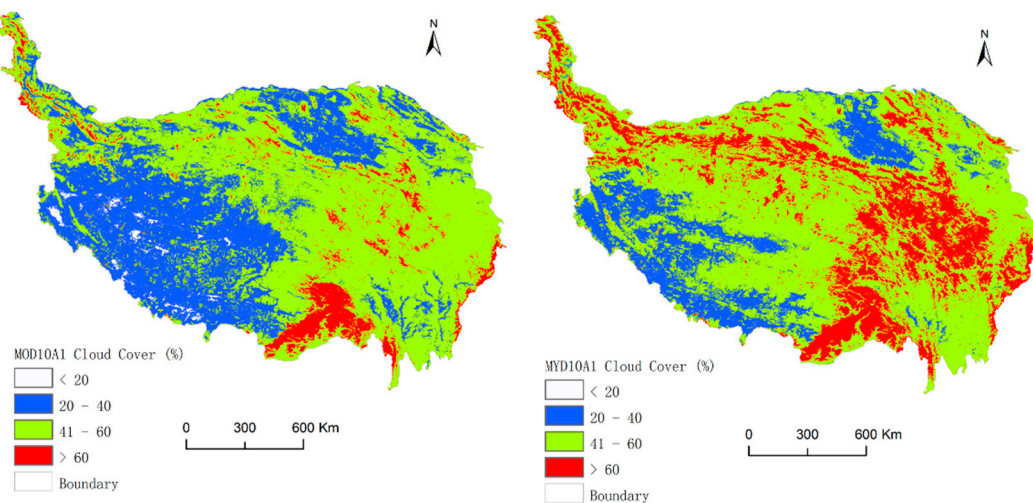 N
MOD10A1 Cloud Cover (%)
< 20
20 - 40
41 - 60
> 60
Boundary
0 300 600 Km
N
MYD10A1 Cloud Cover (%)
< 20
20 - 40
41 - 60
> 60
Boundary
0 300 600 Km